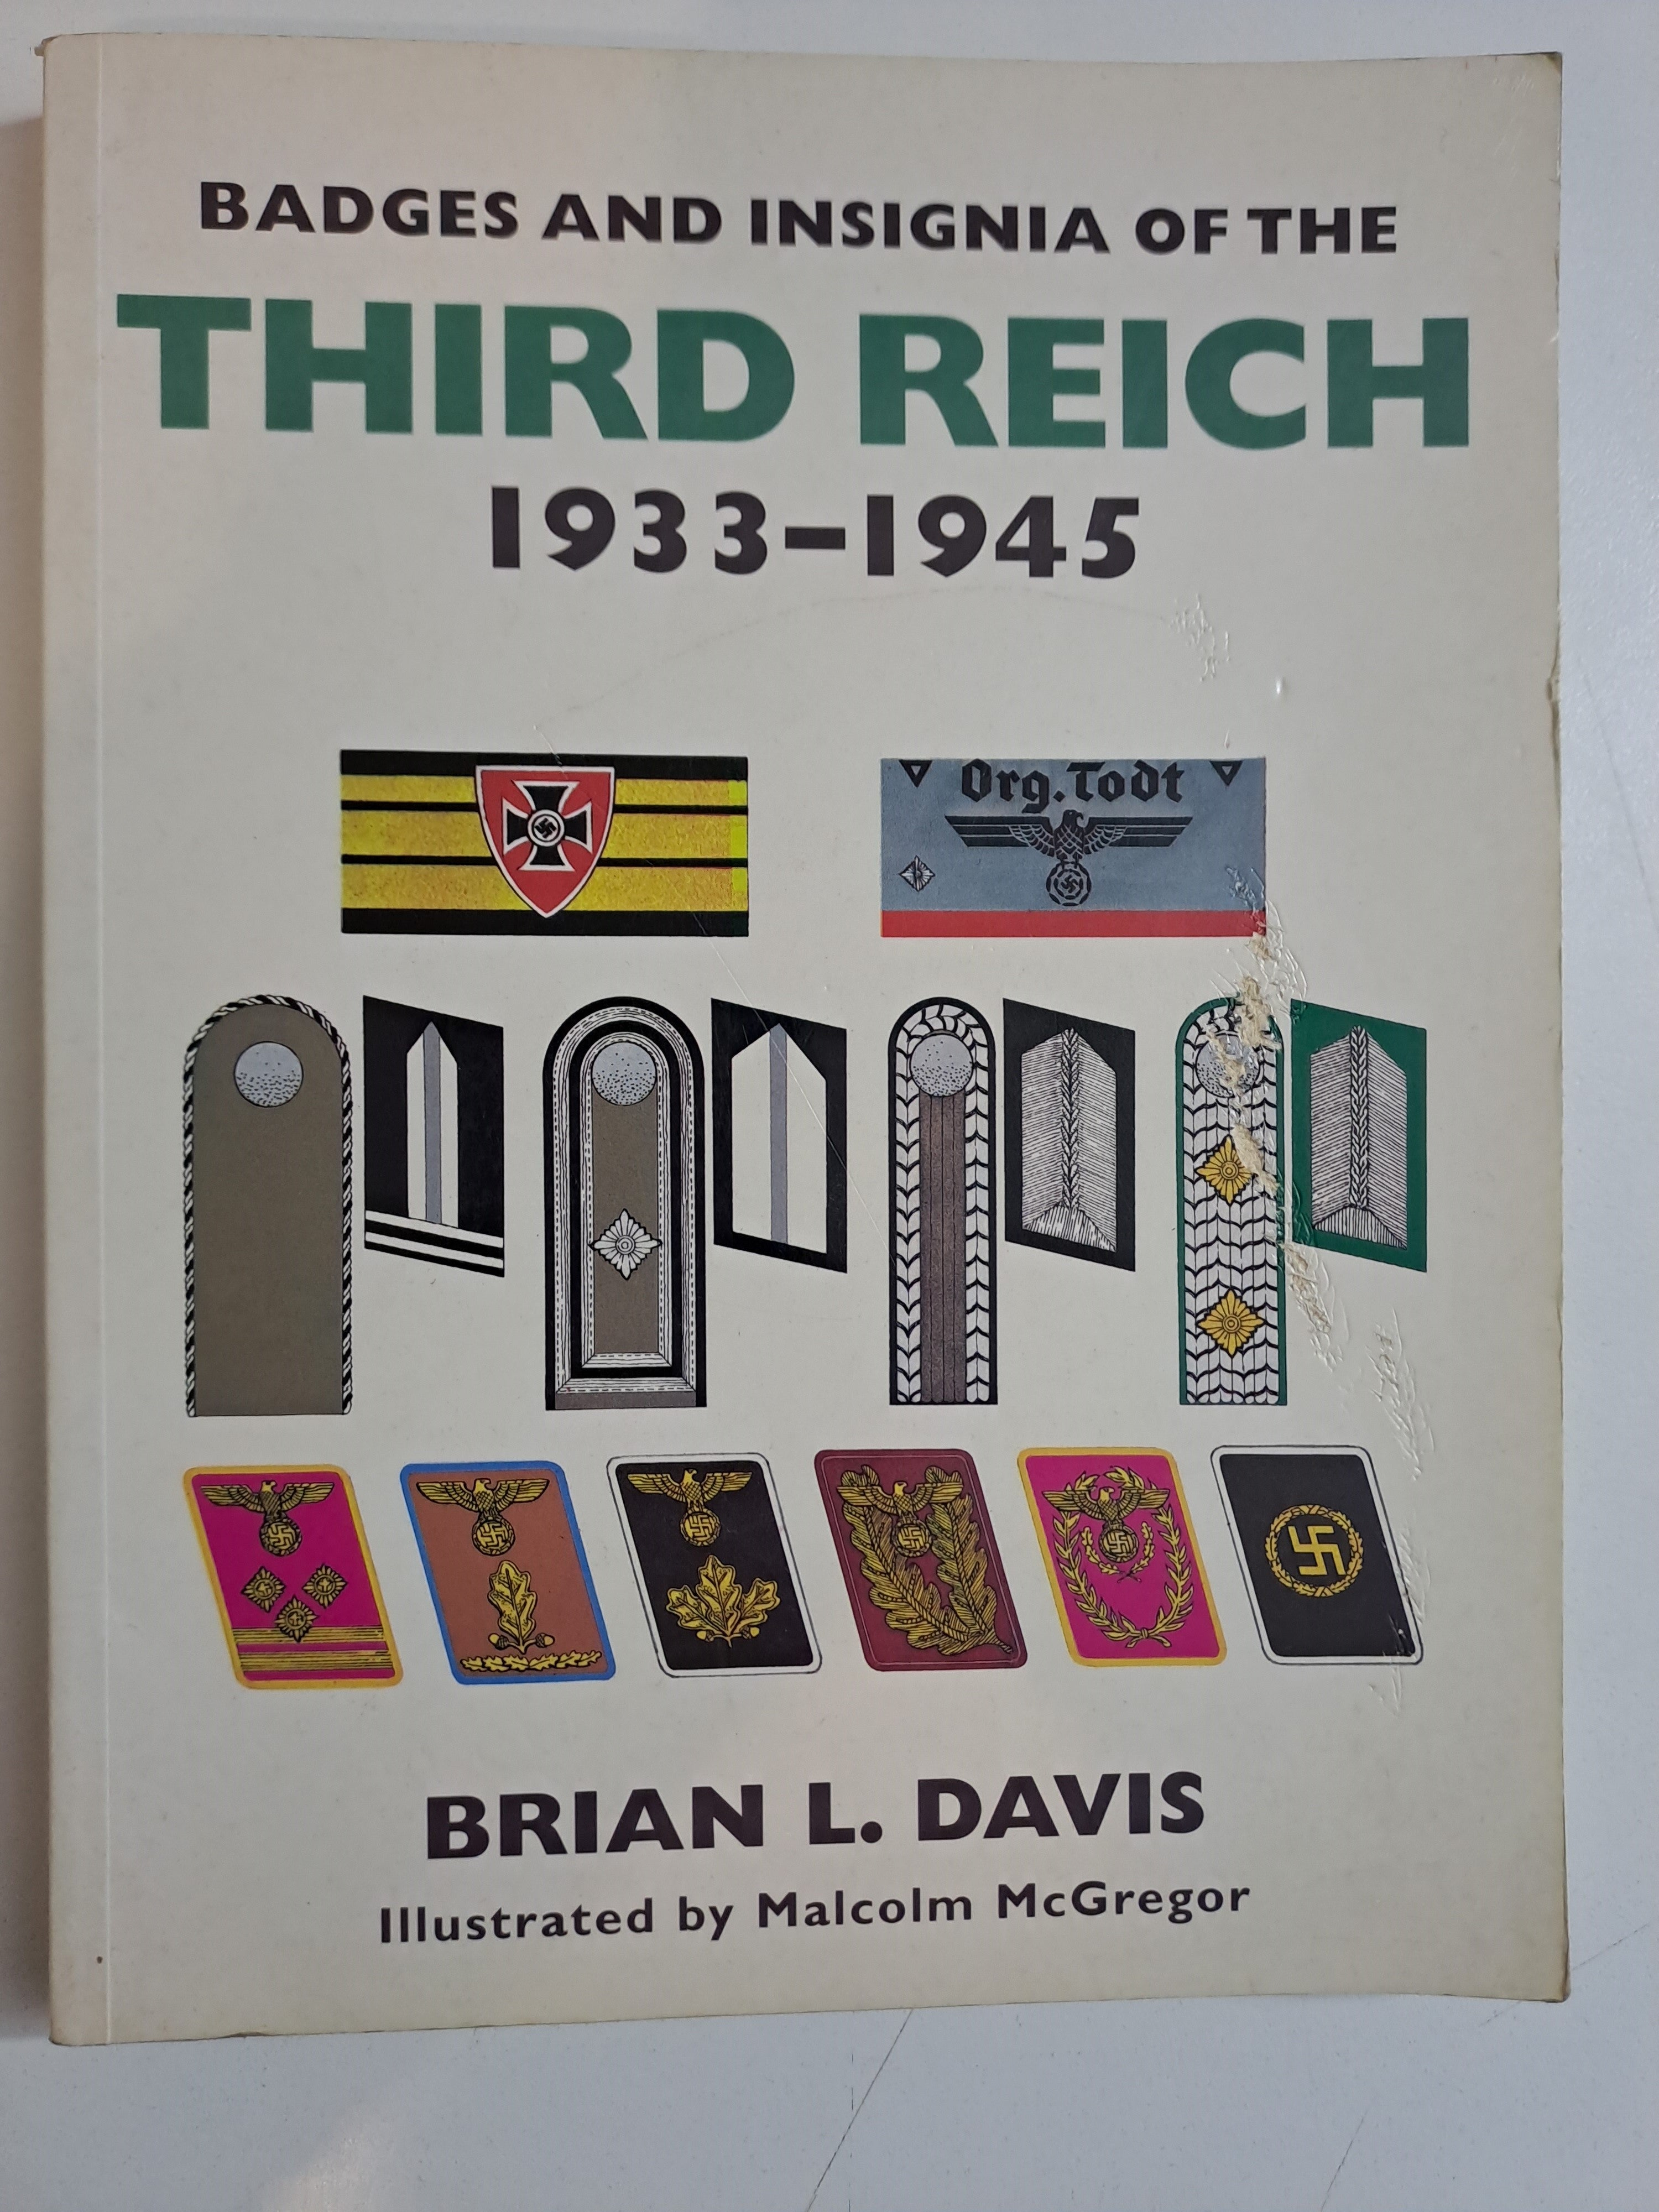 BADGES AND INSIGNIA OF THE
THIRD REICH
1933–1945
Org. Todt
BRIAN L. DAVIS
Illustrated by Malcolm McGregor